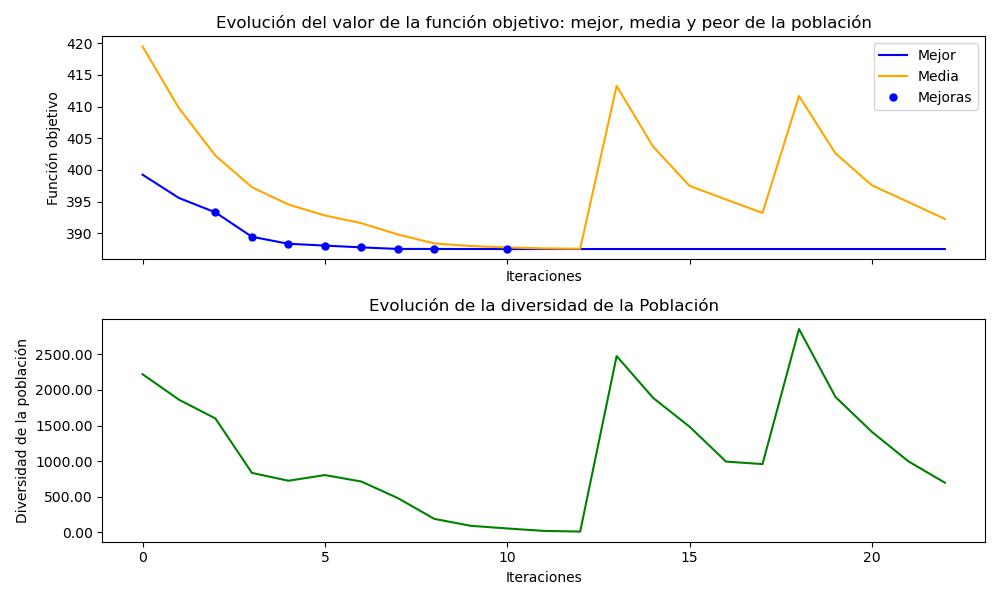 Evolución del valor de la función objetivo: mejor, media y peor de la población
Función objetivo
420
415
410
405
400
395
390
Mejor
Media
Mejoras
Iteraciones
Evolución de la diversidad de la Población
Diversidad de la población
2500.00
2000.00
1500.00
1000.00
500.00
0.00
0 5 10 15 20
Iteraciones